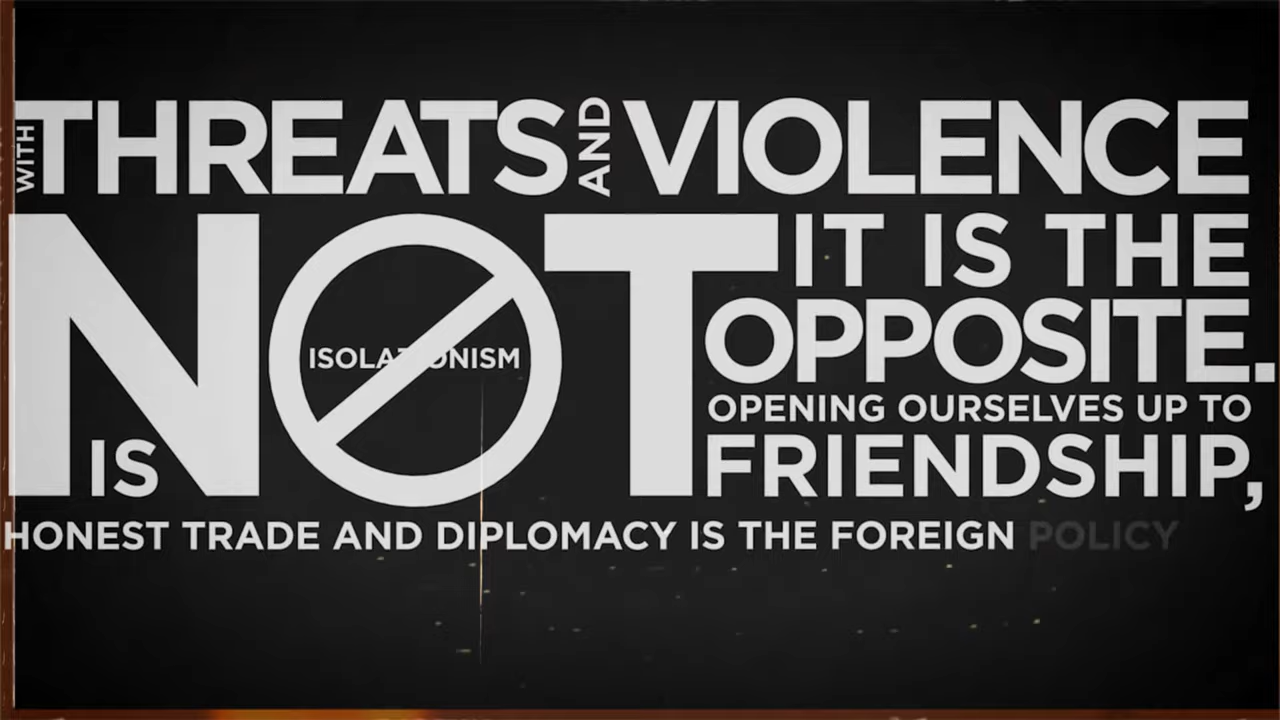 WITH THREATS AND VIOLENCE
IS NOT
ISOLATIONISM
IT IS THE
OPPOSITE.
OPENING OURSELVES UP TO
FRIENDSHIP,
HONEST TRADE AND DIPLOMACY IS THE FOREIGN POLICY